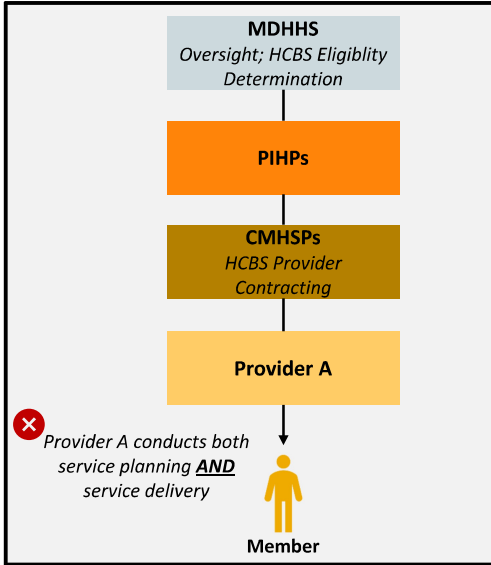 MDHHS
Oversight; HCBS Eligiblity
Determination
PIHPs
CMHSPs
HCBS Provider
Contracting
Provider A
Provider A conducts both
service planning AND
service delivery
Member